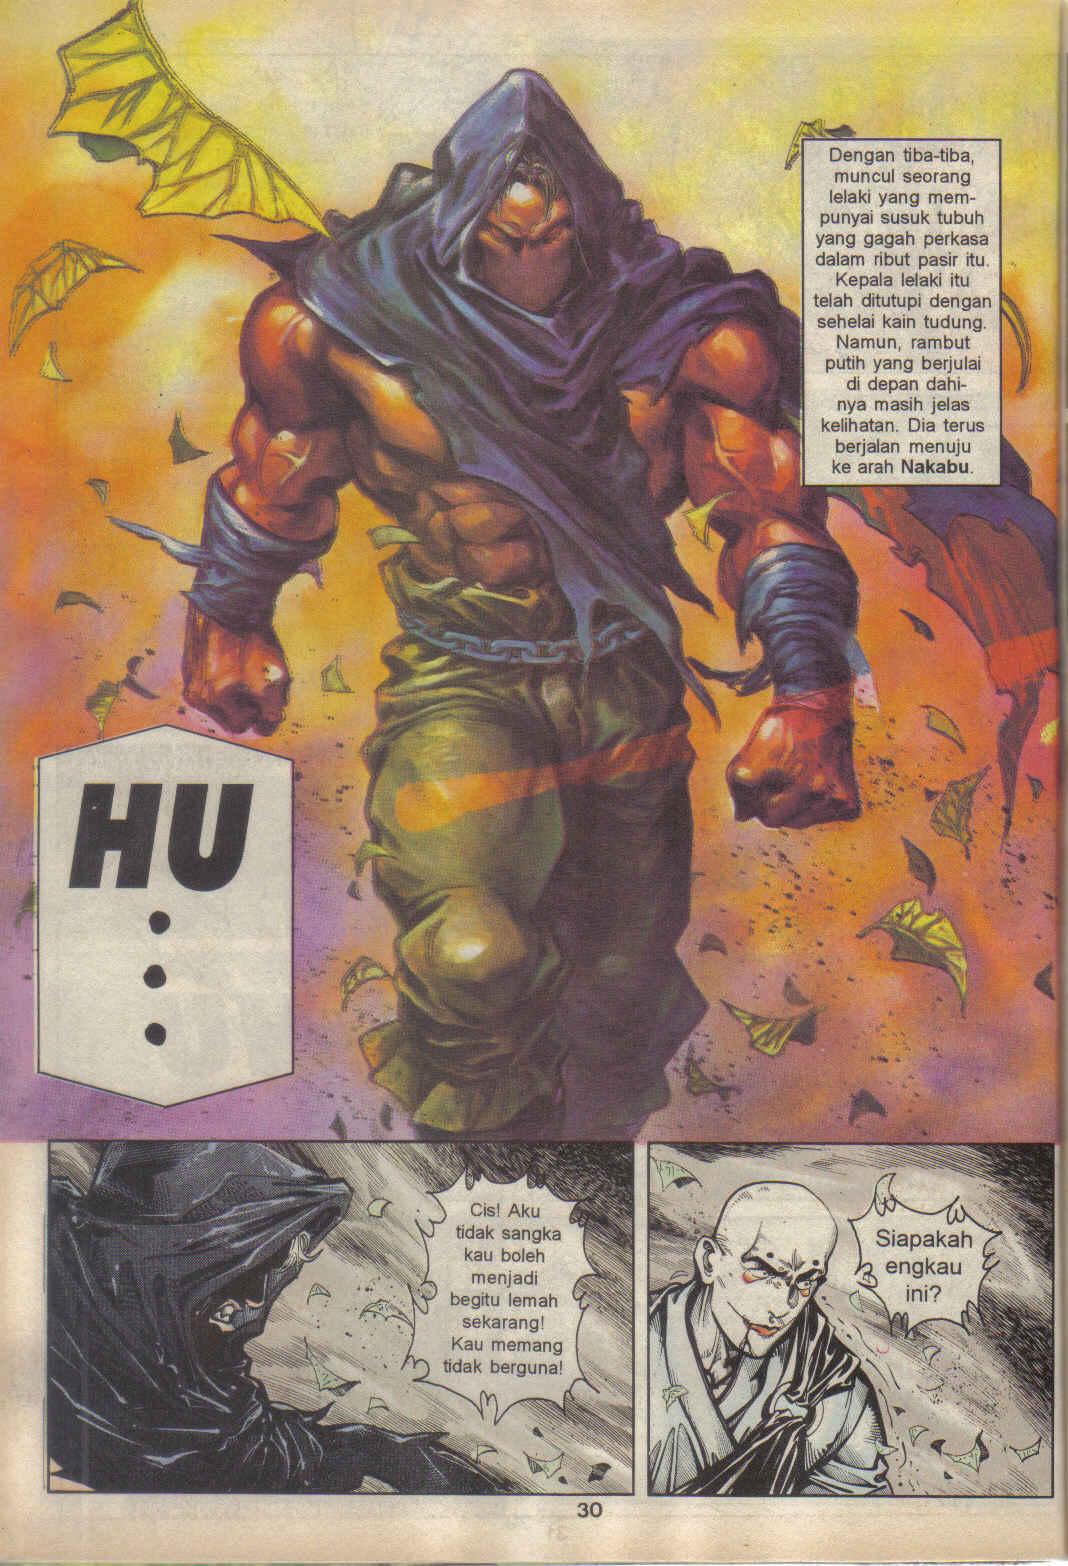 Dengan tiba-tiba,
muncul seorang
lelaki yang mem-
punyai susuk tubuh
yang gagah perkasa
dalam ribut pasir itu.
Kepala lelaki itu
telah ditutupi dengan
sehelai kain tudung.
Namun, rambut
putih yang berjulai
di depan dahi-
nya masih jelas
kelihatan. Dia terus
berjalan menuju
ke arah Nakabu.
HU
...
Cis! Aku
tidak sangka
kau boleh
menjadi
begitu lemah
sekarang!
Kau memang
tidak berguna!
Siapakah
engkau
ini?
30